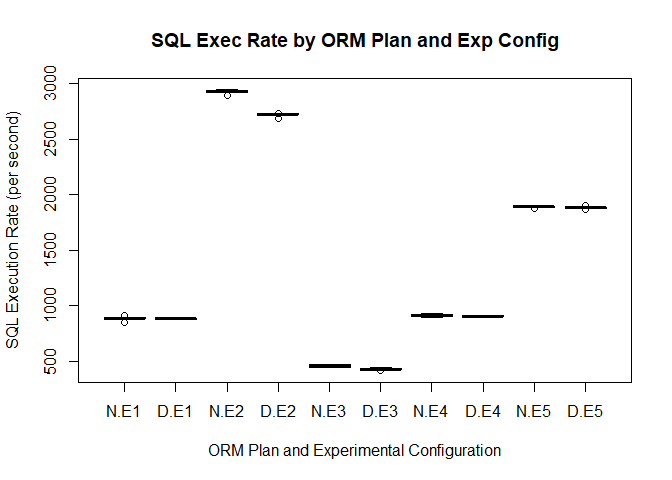 SQL Exec Rate by ORM Plan and Exp Config
SQL Execution Rate (per second)
3000
2500
2000
1500
1000
500
N.E1 D.E1 N.E2 D.E2 N.E3 D.E3 N.E4 D.E4 N.E5 D.E5
ORM Plan and Experimental Configuration